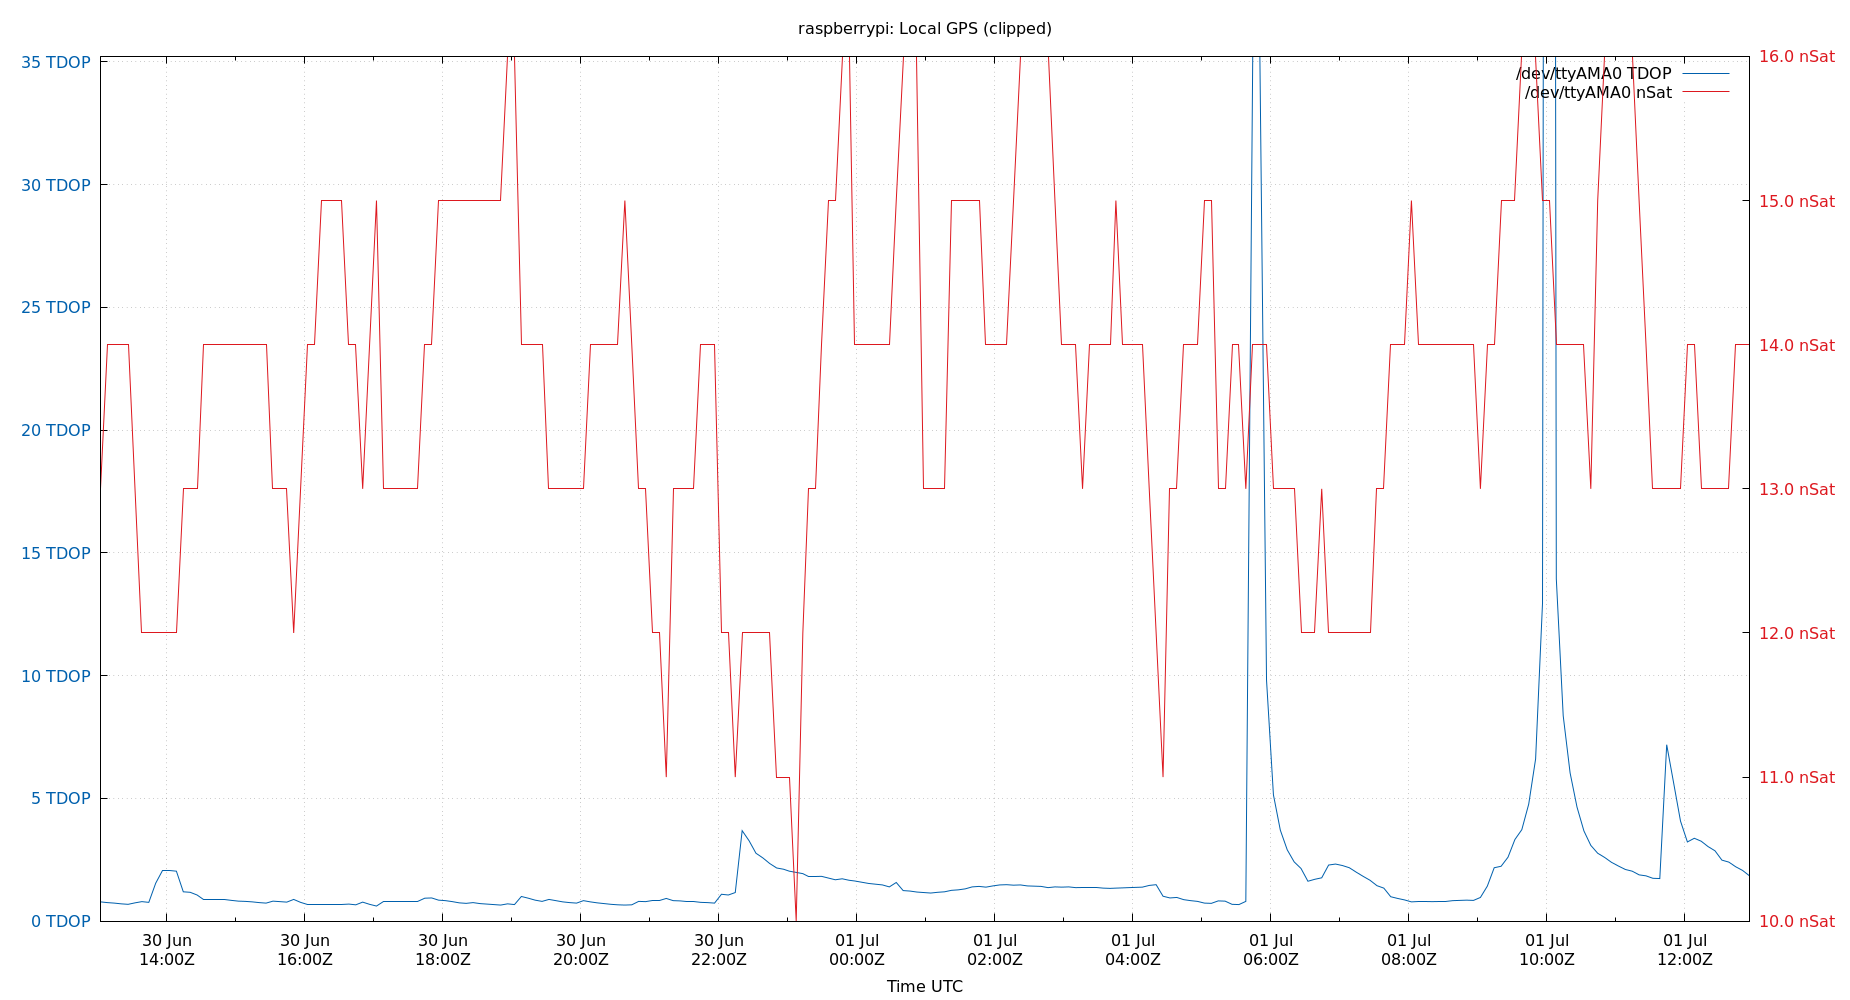 raspberrypi: Local GPS (clipped)
35 TDOP
30 TDOP
25 TDOP
20 TDOP
15 TDOP
10 TDOP
5 TDOP
0 TDOP
16.0 nSat
15.0 nSat
14.0 nSat
13.0 nSat
12.0 nSat
11.0 nSat
10.0 nSat
/dev/ttyAMA0 TDOP
/dev/ttyAMA0 nSat
30 Jun 30 Jun 30 Jun 30 Jun 30 Jun 01 Jul 01 Jul 01 Jul 01 Jul 01 Jul 01 Jul 01 Jul
14:00Z 16:00Z 18:00Z 20:00Z 22:00Z 00:00Z 02:00Z 04:00Z 06:00Z 08:00Z 10:00Z 12:00Z
Time UTC